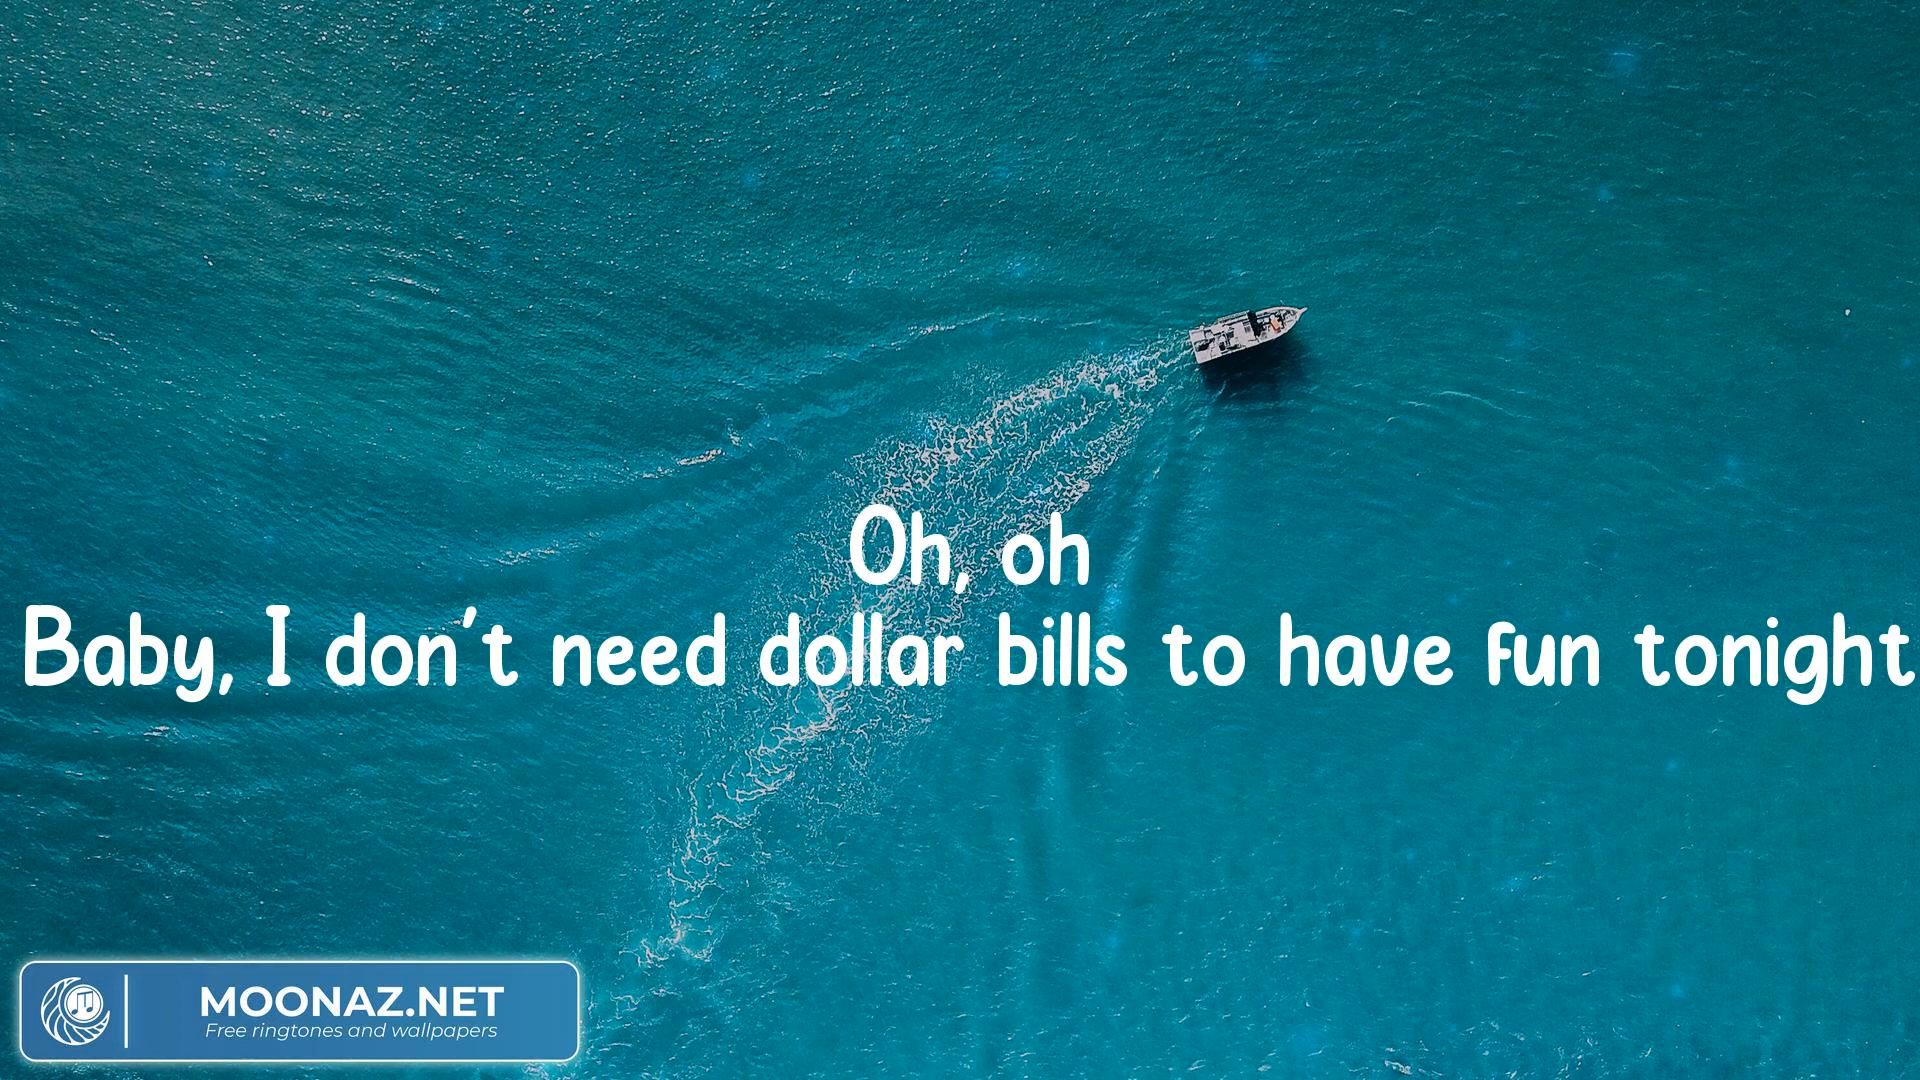 Oh, oh
Baby, I don't need dollar bills to have fun tonight
MOONAZ.NET
Free ringtones and wallpapers